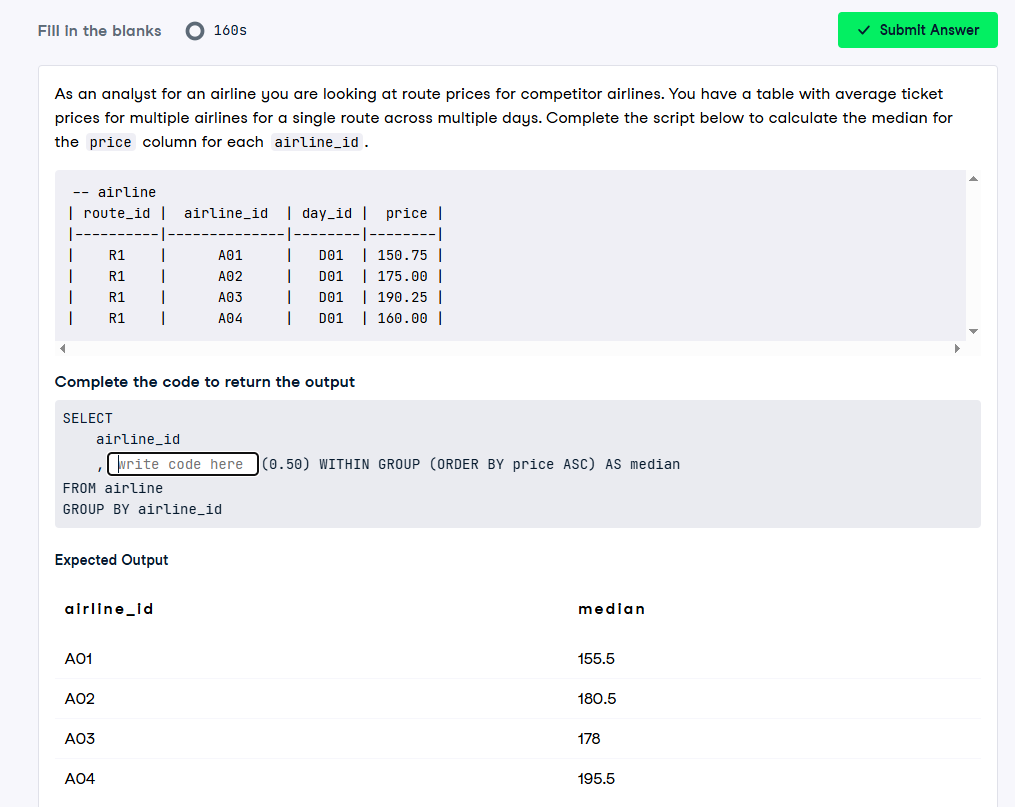 Fill in the blanks
160s
Submit Answer
As an analyst for an airline you are looking at route prices for competitor airlines. You have a table with average ticket
prices for multiple airlines for a single route across multiple days. Complete the script below to calculate the median for
the price column for each airline_id.
-- airline
| route_id | airline_id | day_id | price |
|----------|--------------|--------|--------|
| R1 | A01 | D01 | 150.75 |
| R1 | A02 | D01 | 175.00 |
| R1 | A03 | D01 | 190.25 |
| R1 | A04 | D01 | 160.00 |
Complete the code to return the output
SELECT
airline_id
, write code here (0.50) WITHIN GROUP (ORDER BY price ASC) AS median
FROM airline
GROUP BY airline_id
Expected Output
airline_id median
A01 155.5
A02 180.5
A03 178
A04 195.5